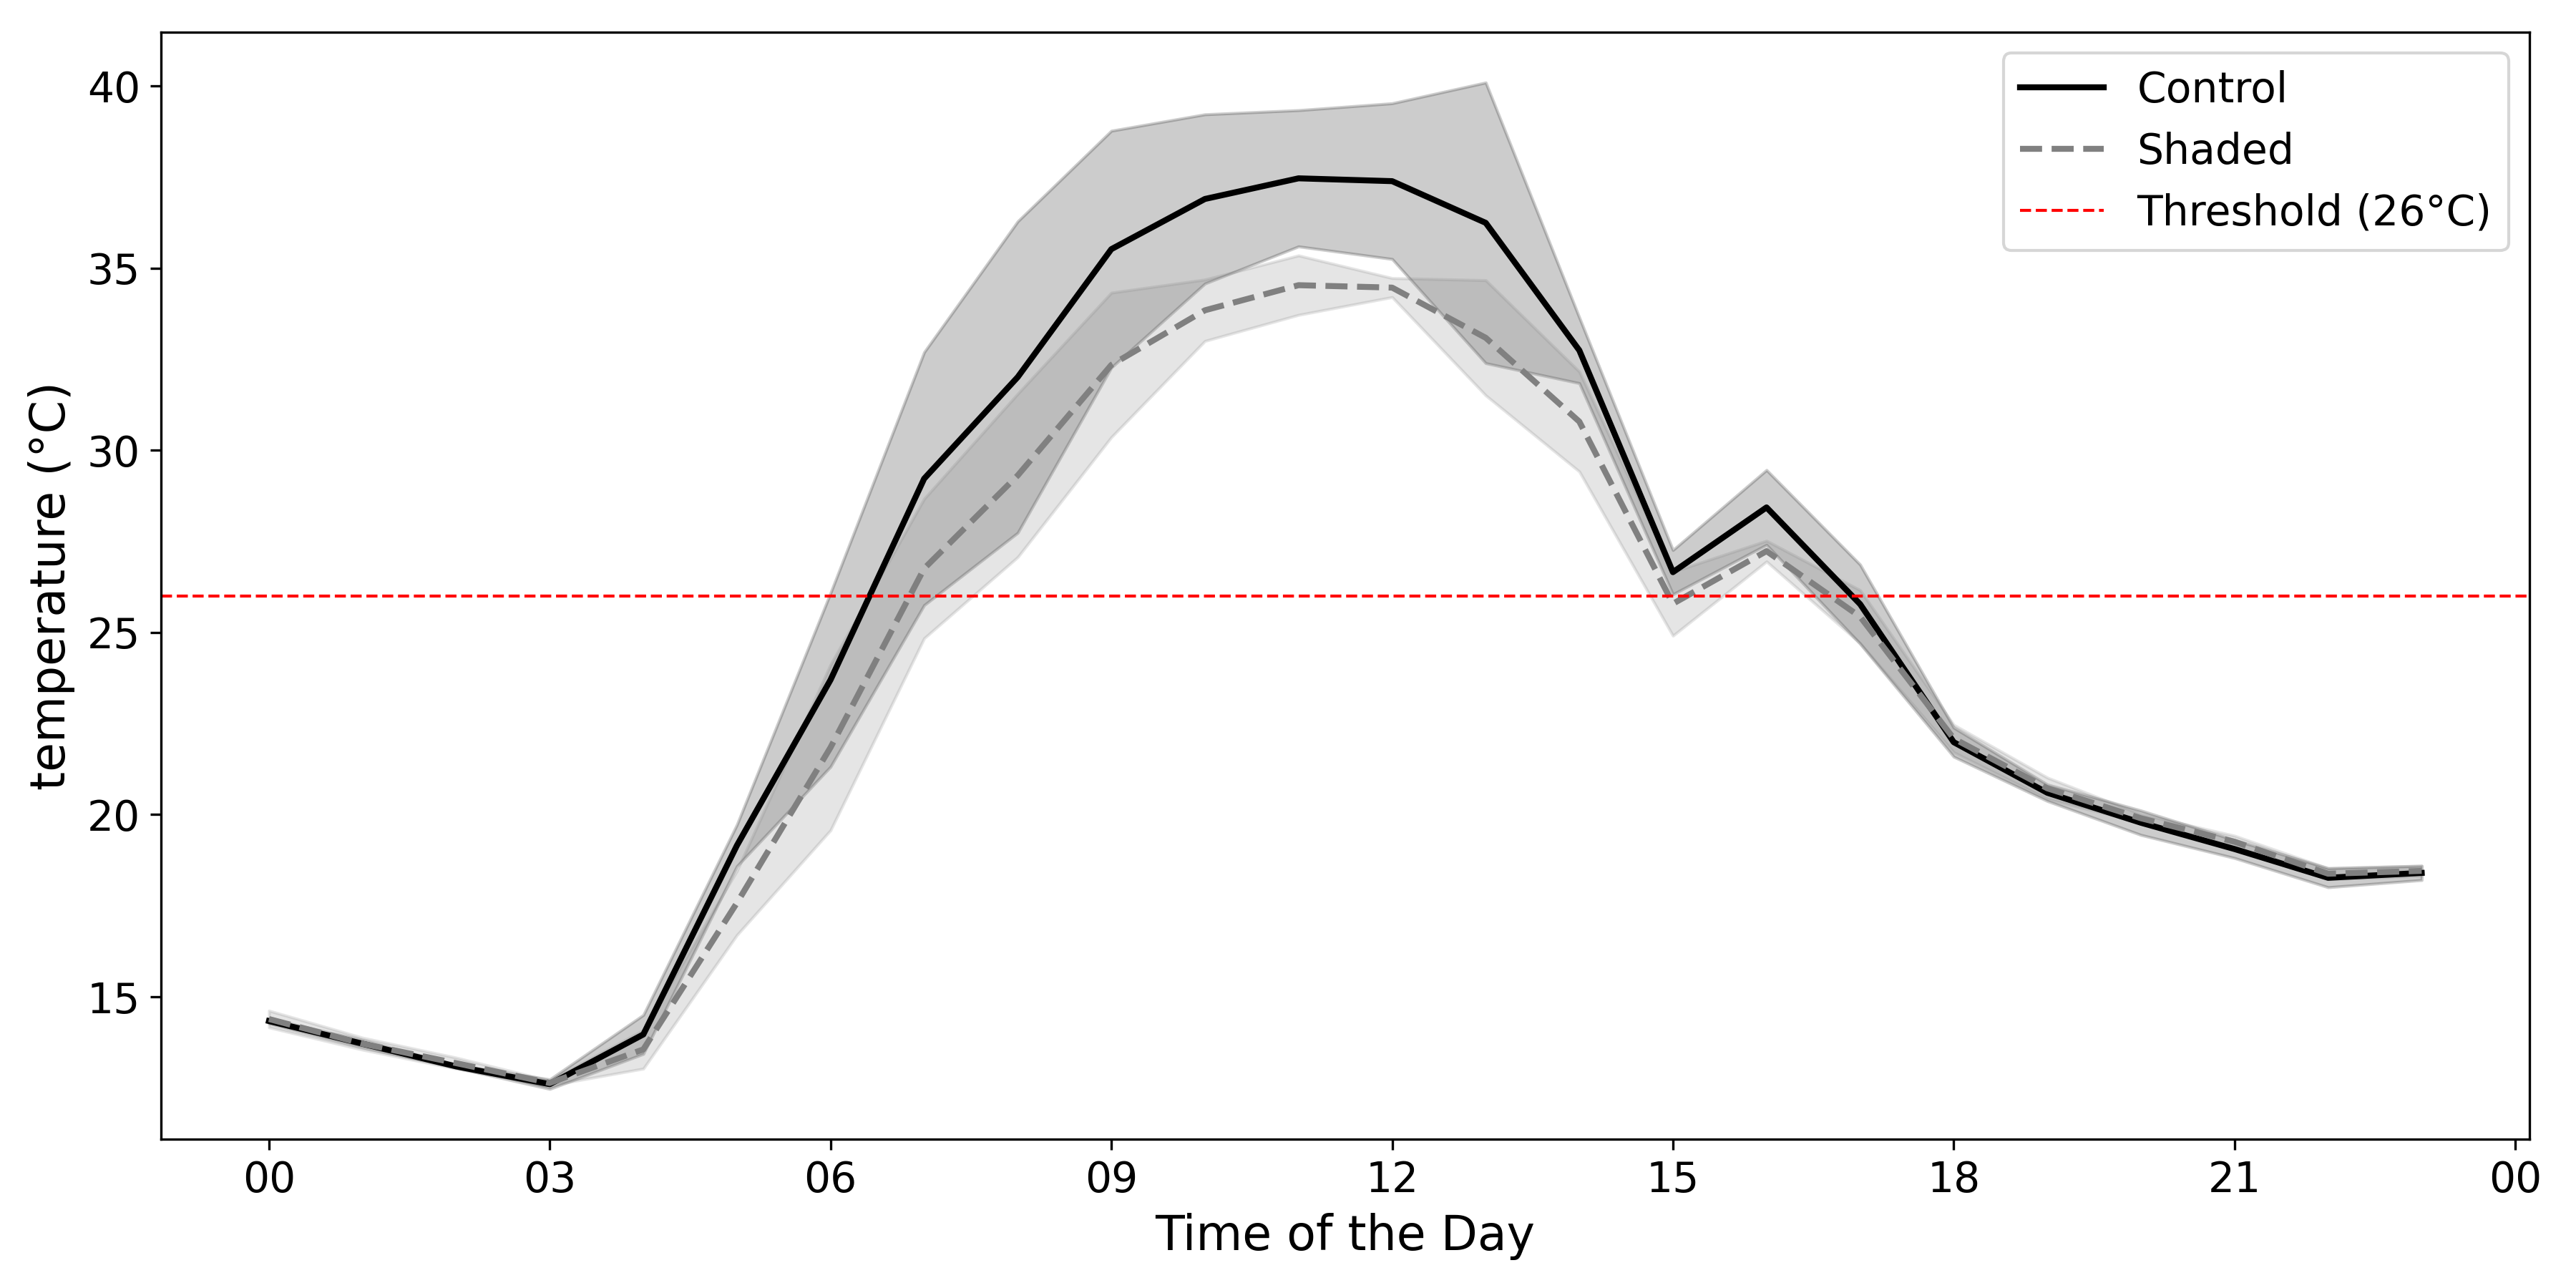 40
35
30
25
20
15
temperature (°C)
Control
Shaded
Threshold (26°C)
00 03 06 09 12 15 18 21 00
Time of the Day